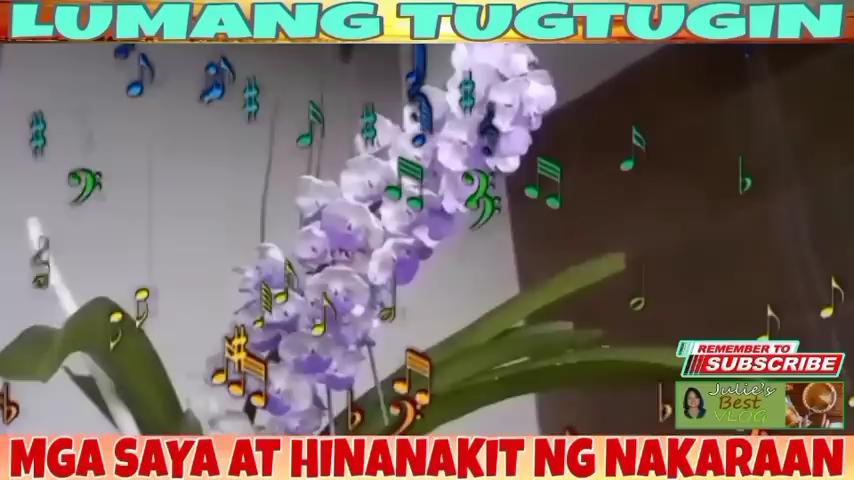 LUMANG TUGTUGIN
REMEMBER TO
SUBSCRIBE
Julie's
Best
VLOG
MGA SAYA AT HINANAKIT NG NAKARAAN